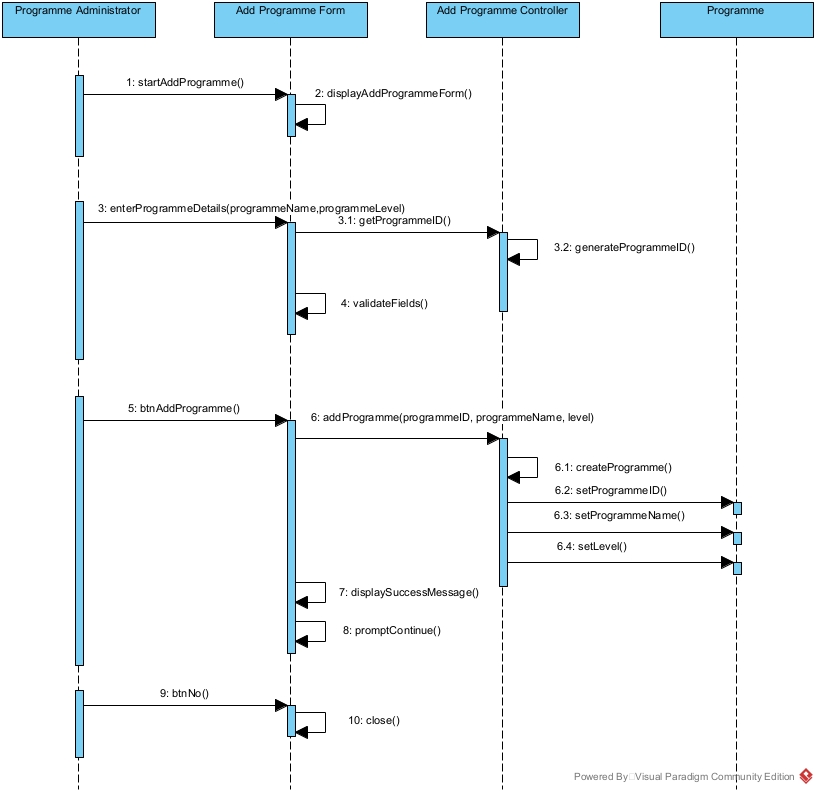 Programme Administrator
Add Programme Form
Add Programme Controller
Programme
1: startAddProgramme()
2: displayAddProgrammeForm()
3: enterProgrammeDetails(programmeName,programmeLevel)
3.1: getProgrammeID()
3.2: generateProgrammeID()
4: validateFields()
5: btnAddProgramme()
6: addProgramme(programmeID, programmeName, level)
6.1: createProgramme()
6.2: setProgrammeID()
6.3: setProgrammeName()
6.4: setLevel()
7: displaySuccessMessage()
8: promptContinue()
9: btnNo()
10: close()
Powered By Visual Paradigm Community Edition